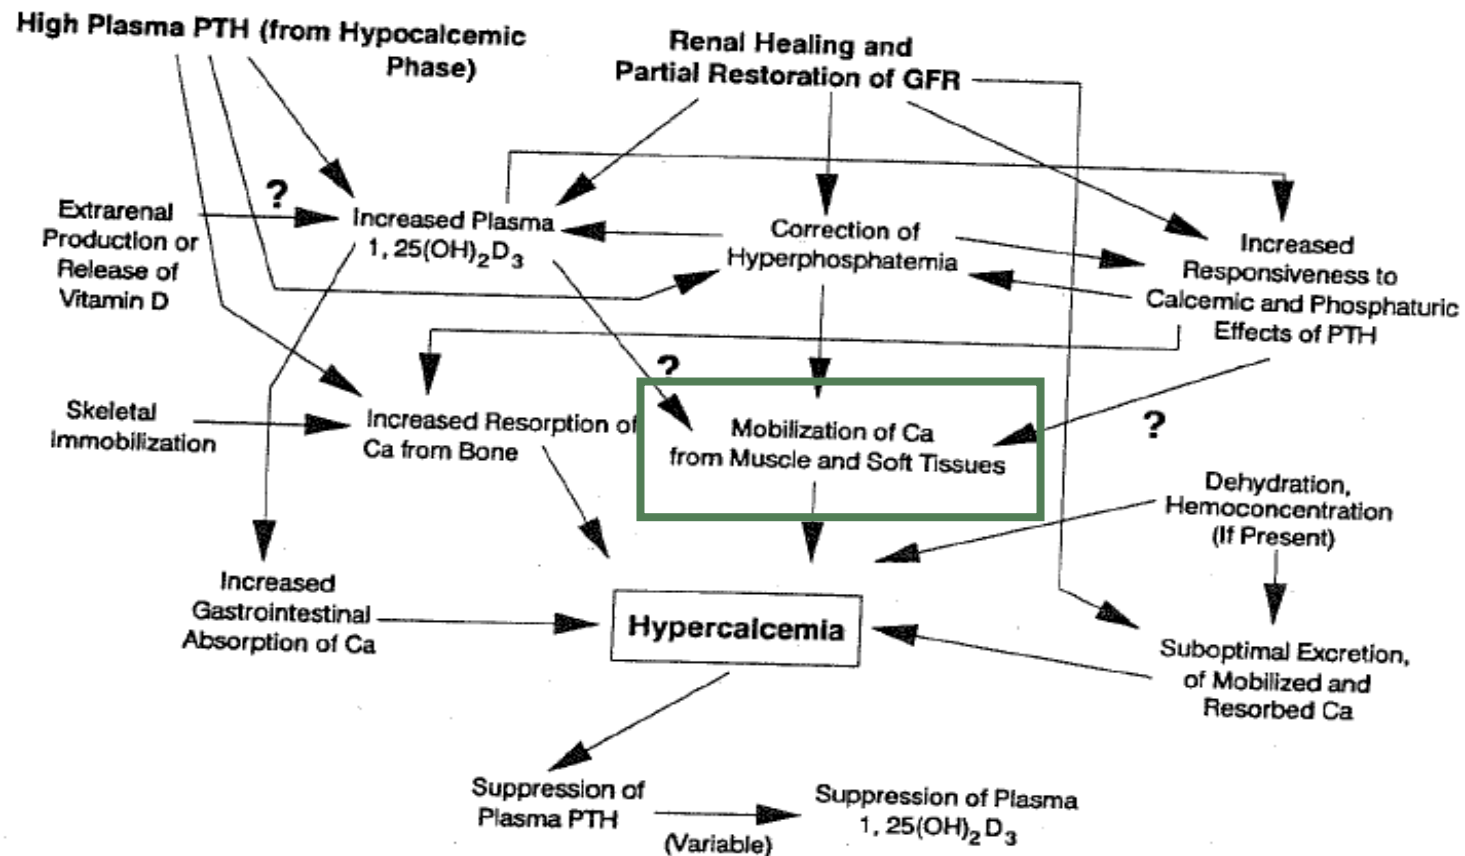 High Plasma PTH (from Hypocalcemic
Phase)
Renal Healing and
Partial Restoration of GFR
?
Extrarenal
Production or
Release of
Vitamin D
Increased Plasma
1, 25(OH)₂D₃
Correction of
Hyperphosphatemia
Increased
Responsiveness to
Calcemic and Phosphaturic
Effects of PTH
?
Skeletal
Immobilization
Increased Resorption of
Ca from Bone
Mobilization of Ca
from Muscle and Soft Tissues
?
Dehydration,
Hemoconcentration
(If Present)
Increased
Gastrointestinal
Absorption of Ca
Hypercalcemia
Suboptimal Excretion,
of Mobilized and
Resorbed Ca
Suppression of
Plasma PTH
(Variable)
Suppression of Plasma
1, 25(OH)₂D₃